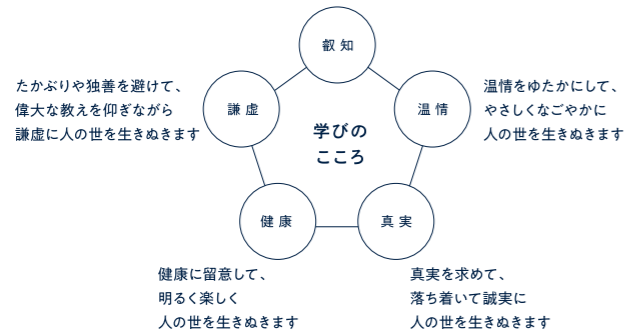 叡知
謙虚
たかぶりや独善を避けて、
偉大な教えを仰ぎながら
謙虚に人の世を生きぬきます
温情
温情をゆたかにして、
やさしくなごやかに
人の世を生きぬきます
学びの
こころ
健康
健康に留意して、
明るく楽しく
人の世を生きぬきます
真実
真実を求めて、
落ち着いて誠実に
人の世を生きぬきます